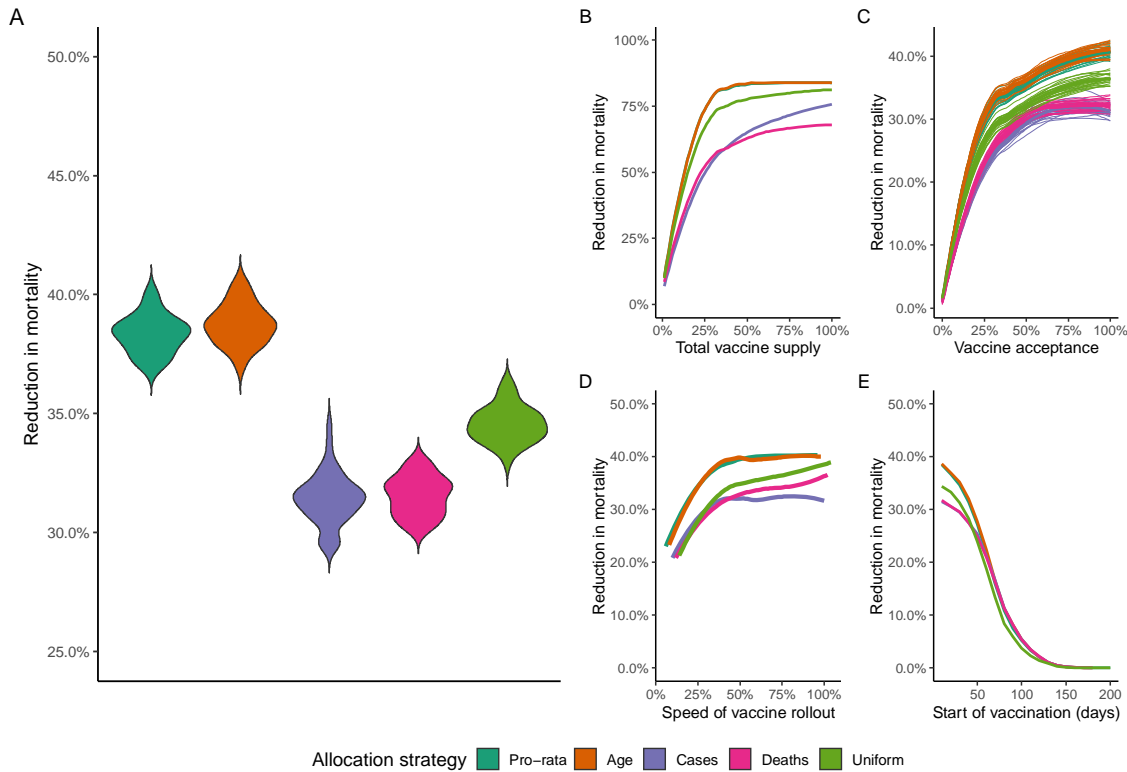 A
Reduction in mortality
50.0%
45.0%
40.0%
35.0%
30.0%
25.0%
B
Reduction in mortality
100%
75%
50%
25%
0%
0% 25% 50% 75% 100%
Total vaccine supply
C
Reduction in mortality
40.0%
30.0%
20.0%
10.0%
0.0%
0% 25% 50% 75% 100%
Vaccine acceptance
D
Reduction in mortality
50.0%
40.0%
30.0%
20.0%
10.0%
0.0%
0% 25% 50% 75% 100%
Speed of vaccine rollout
E
Reduction in mortality
50.0%
40.0%
30.0%
20.0%
10.0%
0.0%
50 100 150 200
Start of vaccination (days)
Allocation strategy Pro−rata Age Cases Deaths Uniform